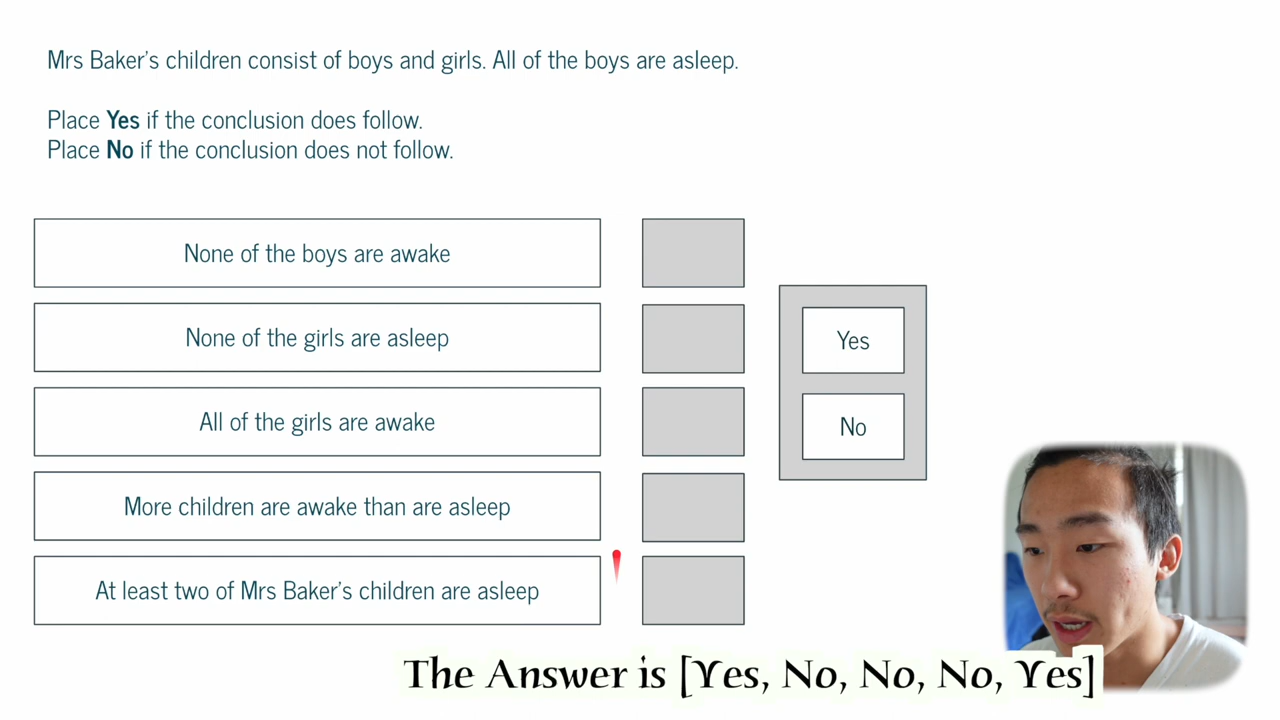 Mrs Baker's children consist of boys and girls. All of the boys are asleep.
Place Yes if the conclusion does follow.
Place No if the conclusion does not follow.
None of the boys are awake
None of the girls are asleep
Yes
All of the girls are awake
No
More children are awake than are asleep
At least two of Mrs Baker's children are asleep
The Answer is [Yes, No, No, No, Yes]